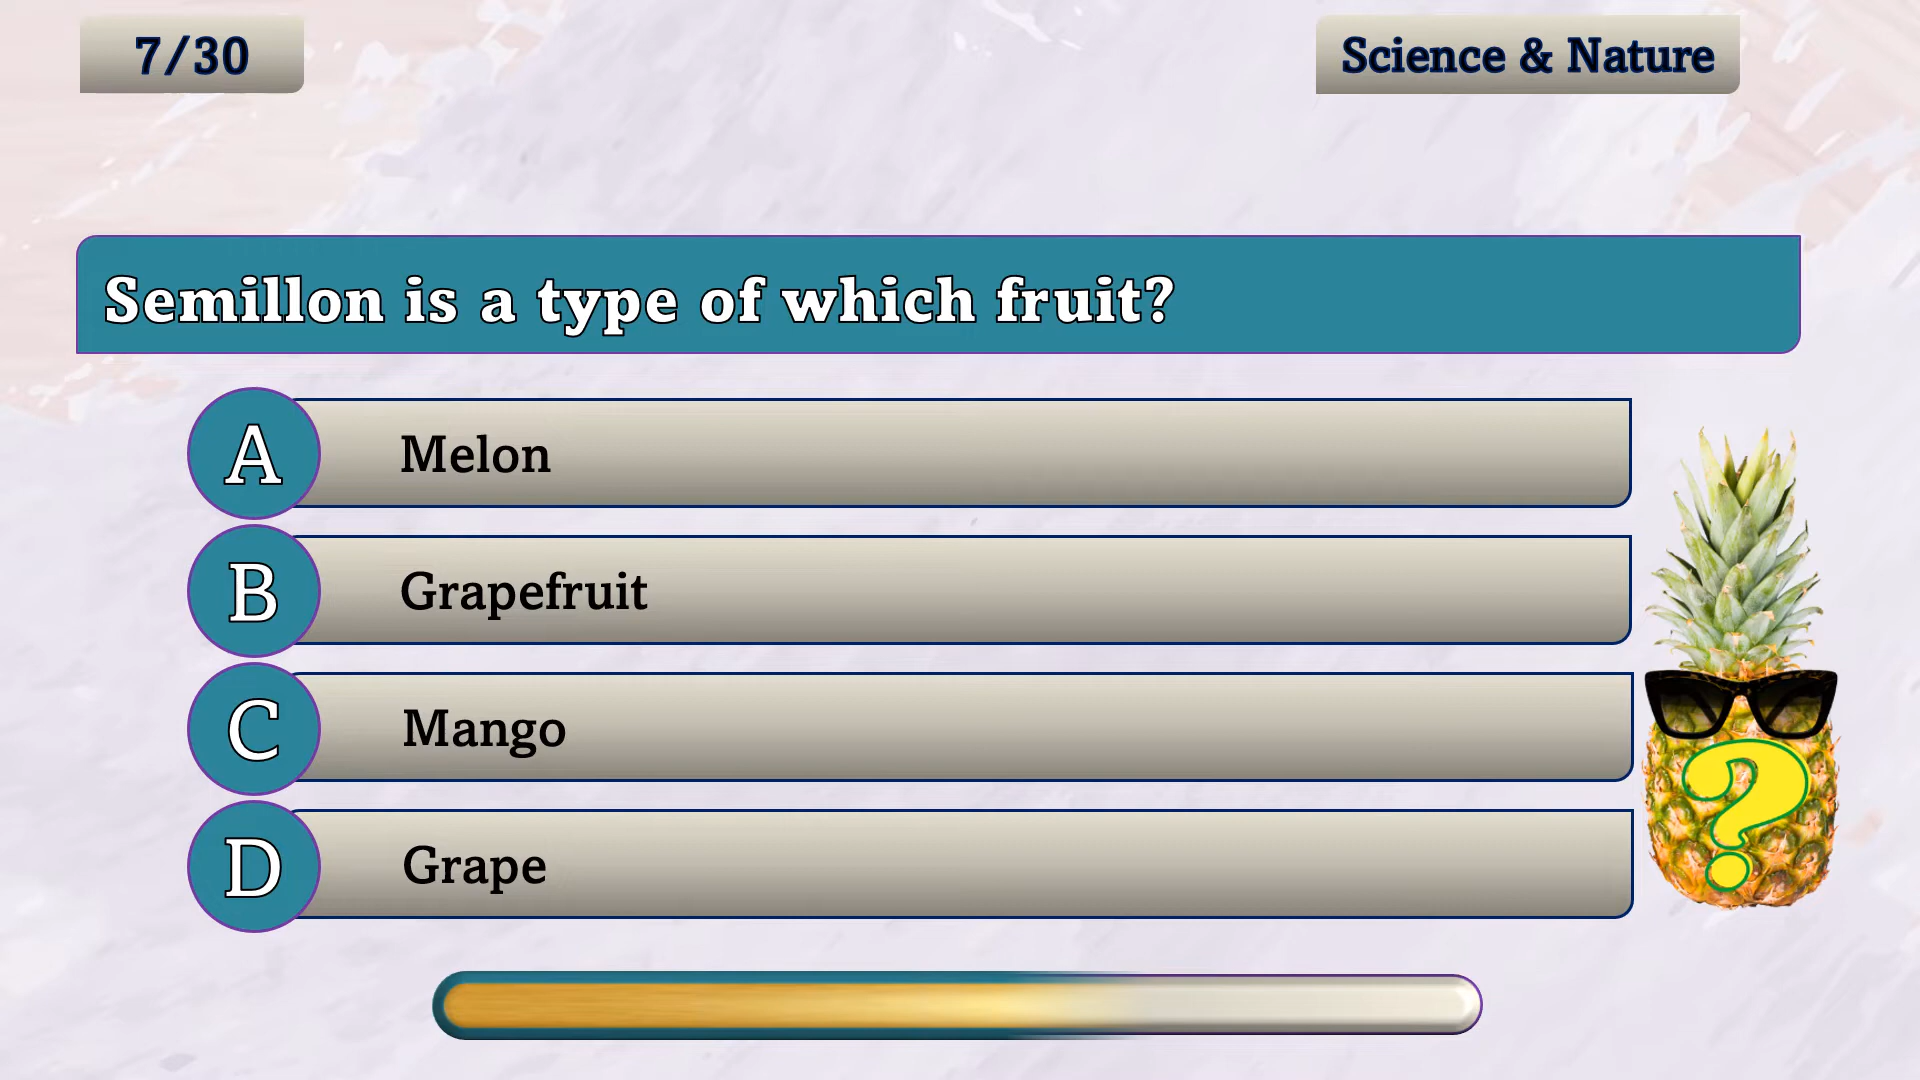 7/30
Science & Nature
Semillon is a type of which fruit?
A Melon
B Grapefruit
C Mango
D Grape
?